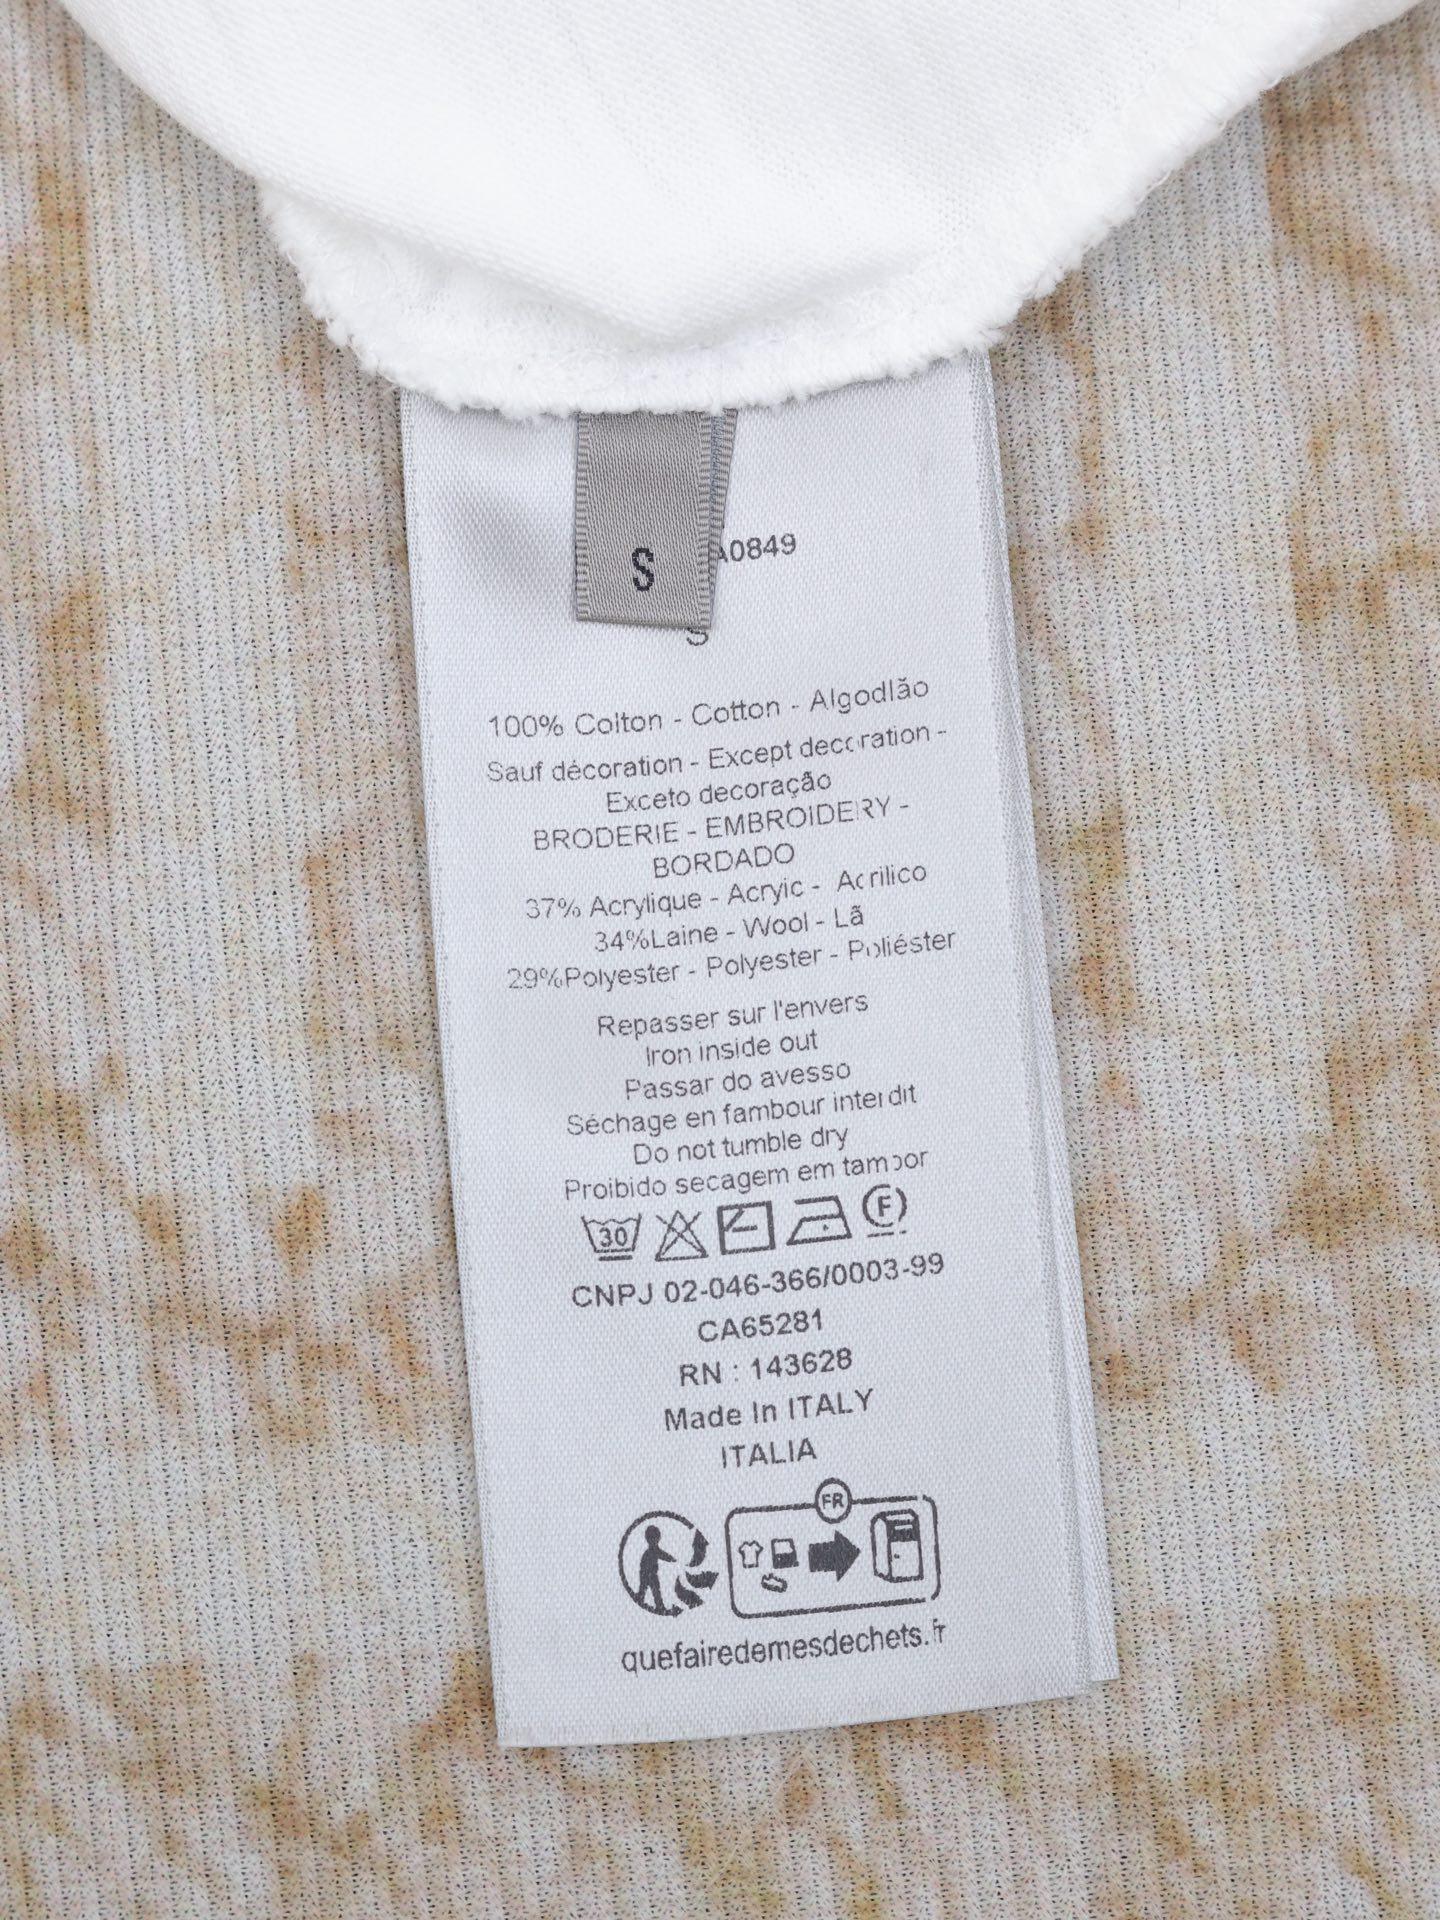 S
A0849
S
100% Colton - Cotton - Algodlão
Sauf décoration - Except decoration -
Exceto decoração
BRODERIE - EMBROIDERY -
BORDADO
37% Acrylique - Acryic - Acrilico
34%Laine - Wool - Lã
29%Polyester - Polyester - Poliéster
Repasser sur l'envers
Iron inside out
Passar do avesso
Séchage en fambour interdit
Do not tumble dry
Proibido secagem em tambor
30 F
CNPJ 02-046-366/0003-99
CA65281
RN : 143628
Made In ITALY
ITALIA
FR
quefairedemesdechets.fr